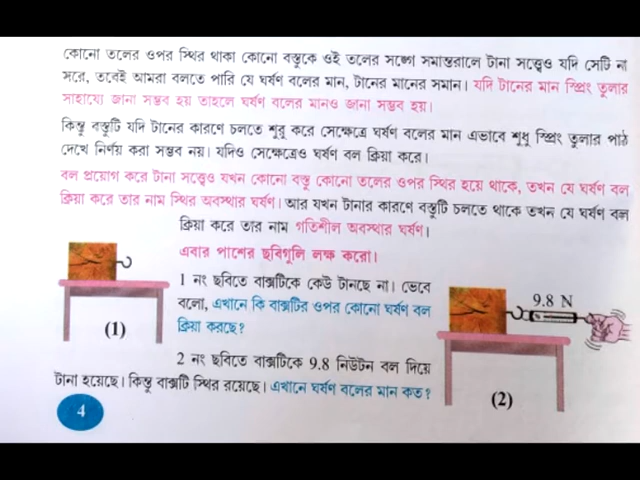 কোনো তলের ওপর স্থির থাকা কোনো বস্তুকে ওই তলের সঙ্গে সমান্তরালে টানা সত্ত্বেও যদি সেটি না
সরে, তবেই আমরা বলতে পারি যে ঘর্ষণ বলের মান, টানের মানের সমান। যদি টানের মান স্প্রিং তুলার
সাহায্যে জানা সম্ভব হয় তাহলে ঘর্ষণ বলের মানও জানা সম্ভব হয়।
কিন্তু বস্তুটি যদি টানের কারণে চলতে শুরু করে সেক্ষেত্রে ঘর্ষণ বলের মান এভাবে শুধু স্প্রিং তুলার পাঠ
দেখে নির্ণয় করা সম্ভব নয়। যদিও সেক্ষেত্রেও ঘর্ষণ বল ক্রিয়া করে।
বল প্রয়োগ করে টানা সত্ত্বেও যখন কোনো বস্তু কোনো তলের ওপর স্থির হয়ে থাকে, তখন যে ঘর্ষণ বল
ক্রিয়া করে তার নাম স্থির অবস্থার ঘর্ষণ। আর যখন টানার কারণে বস্তুটি চলতে থাকে তখন যে ঘর্ষণ বল
ক্রিয়া করে তার নাম গতিশীল অবস্থার ঘর্ষণ।
এবার পাশের ছবিগুলি লক্ষ করো।
1 নং ছবিতে বাক্সটিকে কেউ টানছে না। ভেবে
বলো, এখানে কি বাক্সটির ওপর কোনো ঘর্ষণ বল
ক্রিয়া করছে?
(1)
9.8 N
2 নং ছবিতে বাক্সটিকে 9.8 নিউটন বল দিয়ে
টানা হয়েছে। কিন্তু বাক্সটি স্থির রয়েছে। এখানে ঘর্ষণ বলের মান কত?
(2)
4